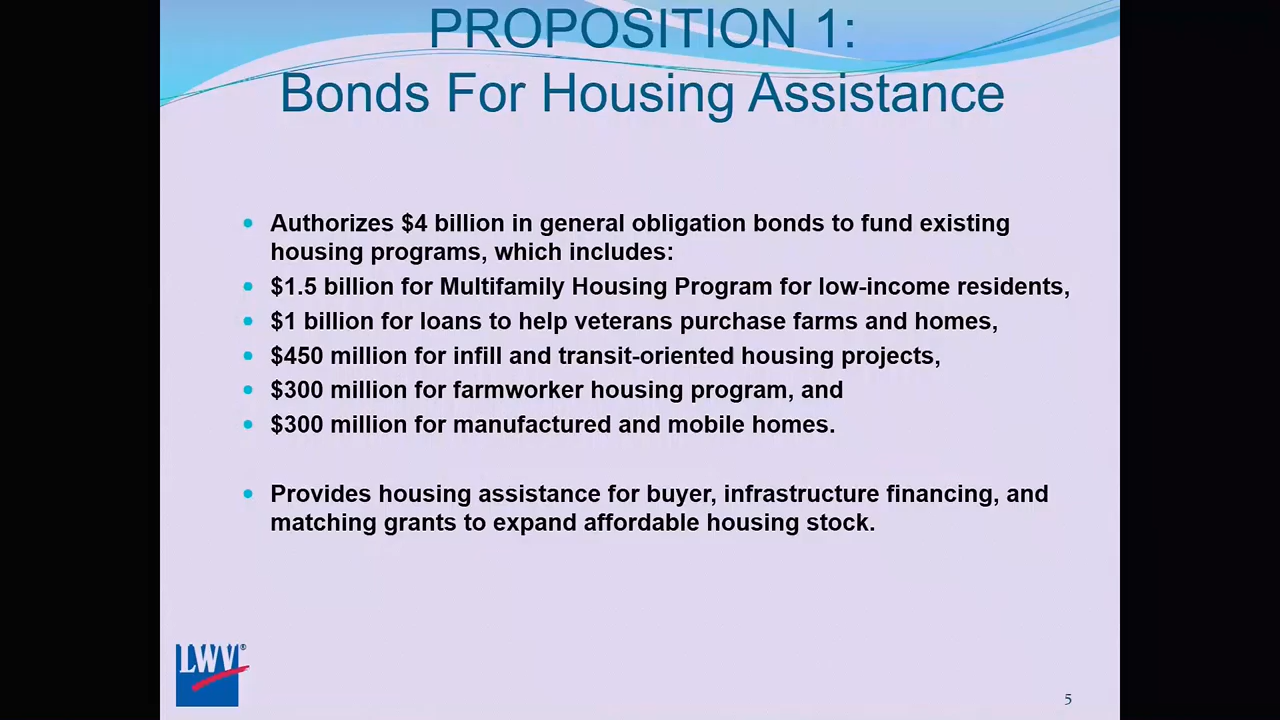 PROPOSITION 1:
Bonds For Housing Assistance
• Authorizes $4 billion in general obligation bonds to fund existing
housing programs, which includes:
• $1.5 billion for Multifamily Housing Program for low-income residents,
• $1 billion for loans to help veterans purchase farms and homes,
• $450 million for infill and transit-oriented housing projects,
• $300 million for farmworker housing program, and
• $300 million for manufactured and mobile homes.
• Provides housing assistance for buyer, infrastructure financing, and
matching grants to expand affordable housing stock.
LWV®
5